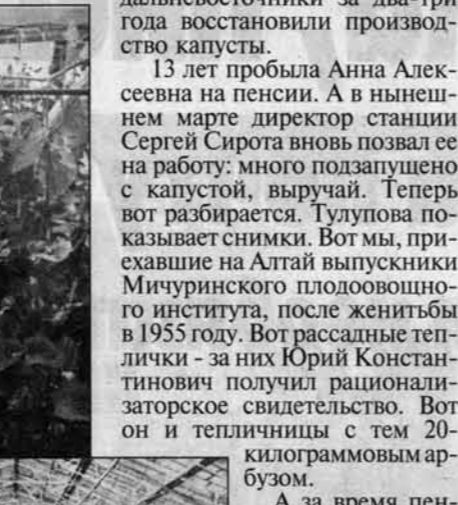 дальневосточники за два-три
года восстановили производ-
ство капусты.
13 лет пробыла Анна Алек-
сеевна на пенсии. А в нынеш-
нем марте директор станции
Сергей Сирота вновь позвал ее
на работу: много подзапущено
с капустой, выручай. Теперь
вот разбирается. Тулупова по-
казывает снимки. Вот мы, при-
ехавшие на Алтай выпускники
Мичуринского плодоовощно-
го института, после женитьбы
в 1955 году. Вот рассадные теп-
лички - за них Юрий Констан-
тинович получил рационали-
заторское свидетельство. Вот
он и тепличницы с тем 20-
килограммовым ар-
бузом.
А за время пен-